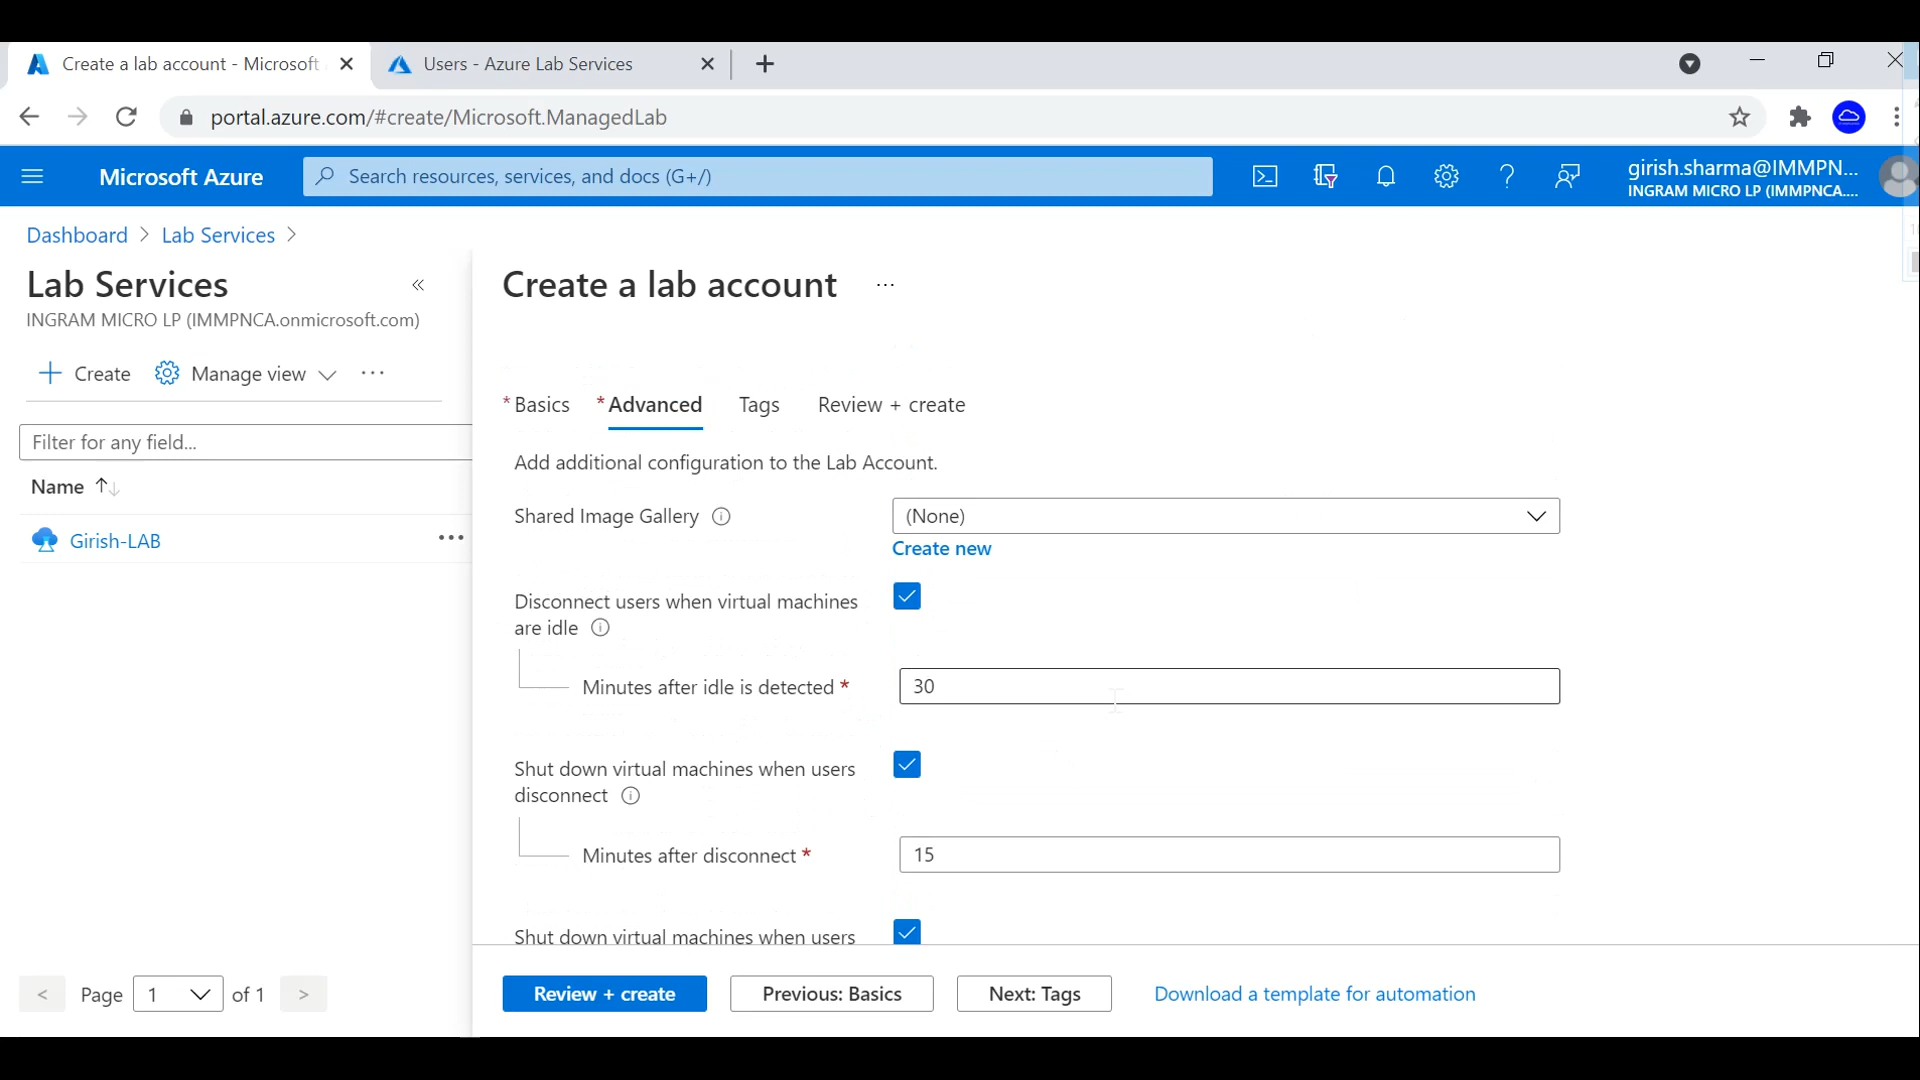 Create a lab account - Microsoft
Users - Azure Lab Services
portal.azure.com/#create/Microsoft.ManagedLab
Microsoft Azure
Search resources, services, and docs (G+/)
girish.sharma@IMMPN...
INGRAM MICRO LP (IMMPNCA....
Dashboard > Lab Services >
Lab Services
«
INGRAM MICRO LP (IMMPNCA.onmicrosoft.com)
+ Create
Manage view
...
Filter for any field...
Name ↑↓
Girish-LAB
...
Create a lab account ...
* Basics * Advanced Tags Review + create
Add additional configuration to the Lab Account.
Shared Image Gallery
(None)
Create new
Disconnect users when virtual machines
are idle
Minutes after idle is detected *
30
Shut down virtual machines when users
disconnect
Minutes after disconnect *
15
Shut down virtual machines when users
< Page 1 of 1 >
Review + create
Previous: Basics
Next: Tags
Download a template for automation